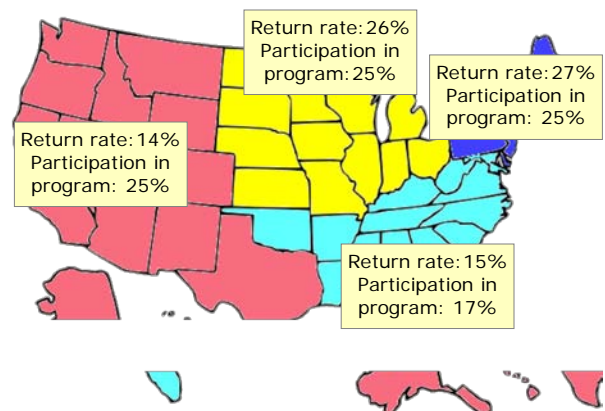 Return rate: 26%
Participation in
program: 25%
Return rate: 27%
Participation in
program: 25%
Return rate: 14%
Participation in
program: 25%
Return rate: 15%
Participation in
program: 17%